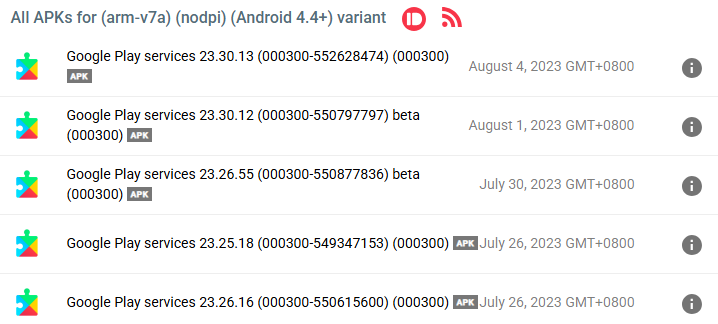 All APKs for (arm-v7a) (nodpi) (Android 4.4+) variant
Google Play services 23.30.13 (000300-552628474) (000300)
APK
August 4, 2023 GMT+0800
Google Play services 23.30.12 (000300-550797797) beta
(000300) APK
August 1, 2023 GMT+0800
Google Play services 23.26.55 (000300-550877836) beta
(000300) APK
July 30, 2023 GMT+0800
Google Play services 23.25.18 (000300-549347153) (000300) APK July 26, 2023 GMT+0800
Google Play services 23.26.16 (000300-550615600) (000300) APK July 26, 2023 GMT+0800